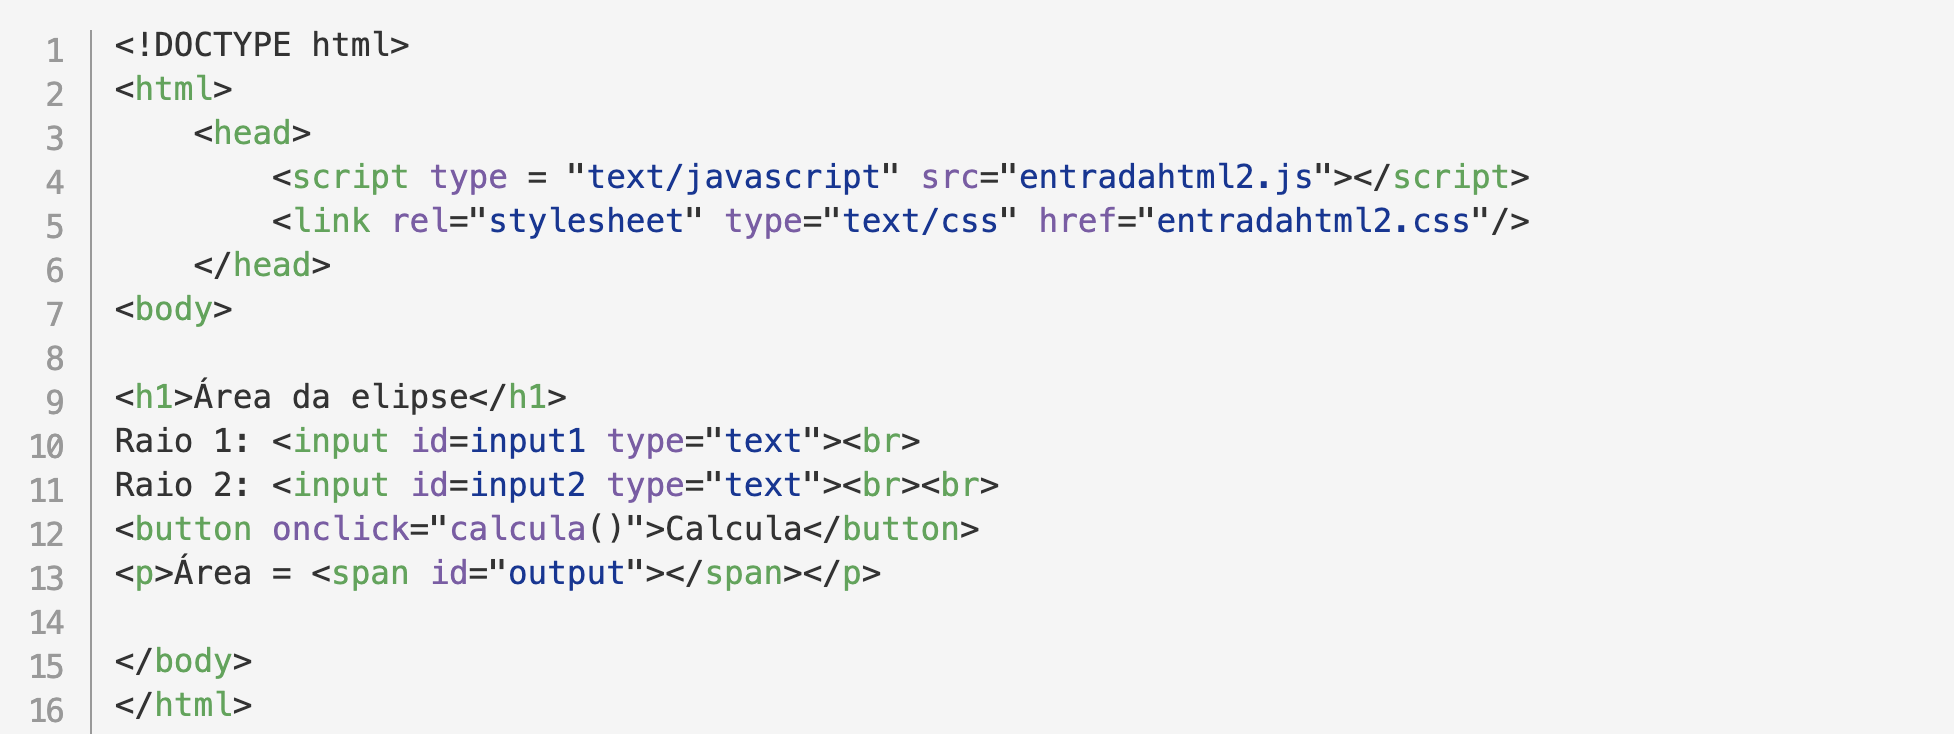 1 <!DOCTYPE html>
2 <html>
3     <head>
4         <script type = "text/javascript" src="entradahtml2.js"></script>
5         <link rel="stylesheet" type="text/css" href="entradahtml2.css"/>
6     </head>
7 <body>
8
9 <h1>Área da elipse</h1>
10 Raio 1: <input id=input1 type="text"><br>
11 Raio 2: <input id=input2 type="text"><br><br>
12 <button onclick="calcula()">Calcula</button>
13 <p>Área = <span id="output"></span></p>
14
15 </body>
16 </html>